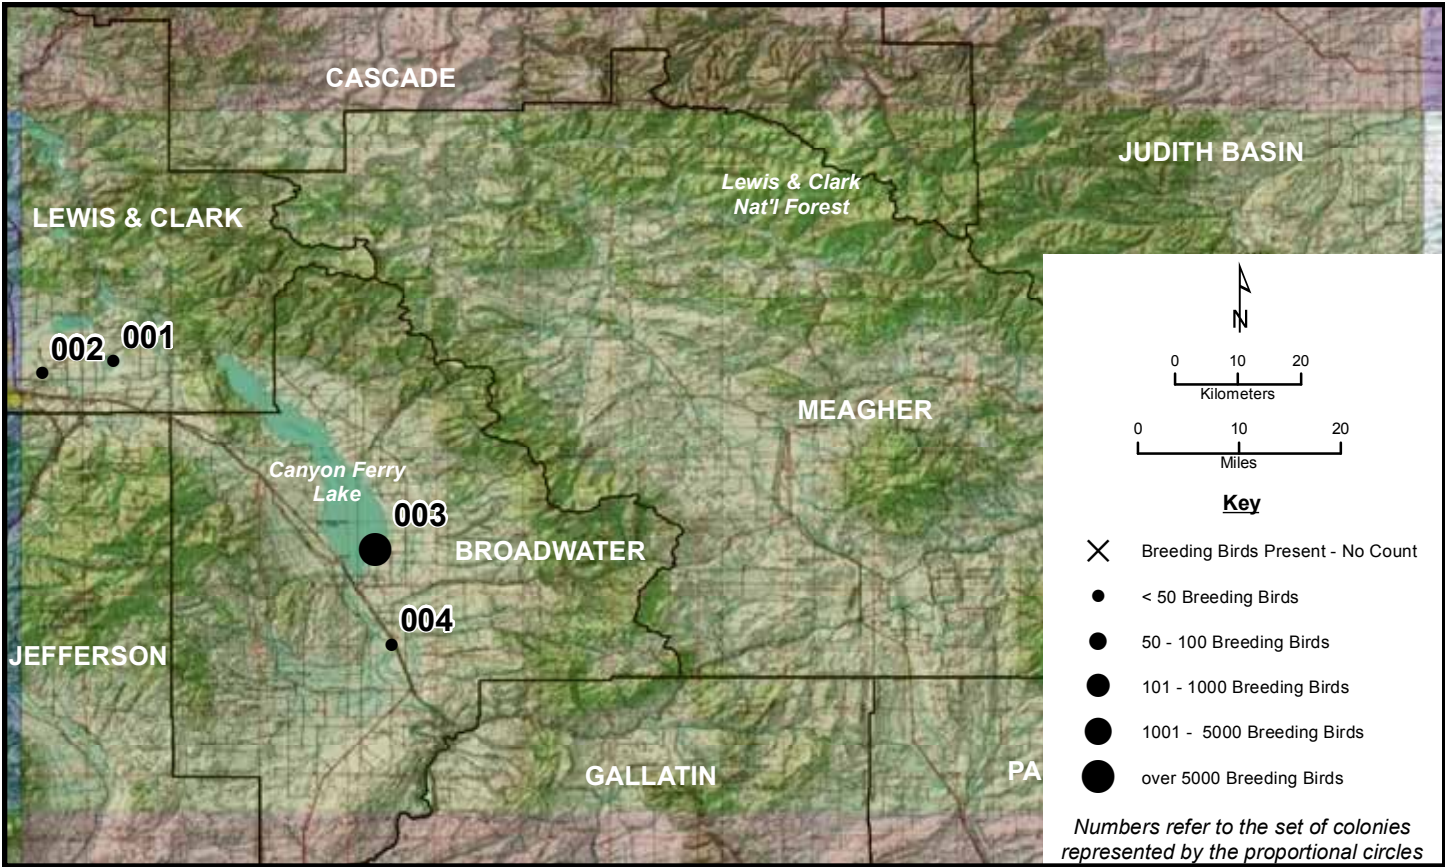 CASCADE
JUDITH BASIN
Lewis & Clark
Nat'l Forest
LEWIS & CLARK
001
002
MEAGHER
Canyon Ferry
Lake
003
BROADWATER
004
JEFFERSON
GALLATIN
PA
N
0 10 20
Kilometers
0 10 20
Miles
Key
Breeding Birds Present - No Count
< 50 Breeding Birds
50 - 100 Breeding Birds
101 - 1000 Breeding Birds
1001 - 5000 Breeding Birds
over 5000 Breeding Birds
Numbers refer to the set of colonies
represented by the proportional circles